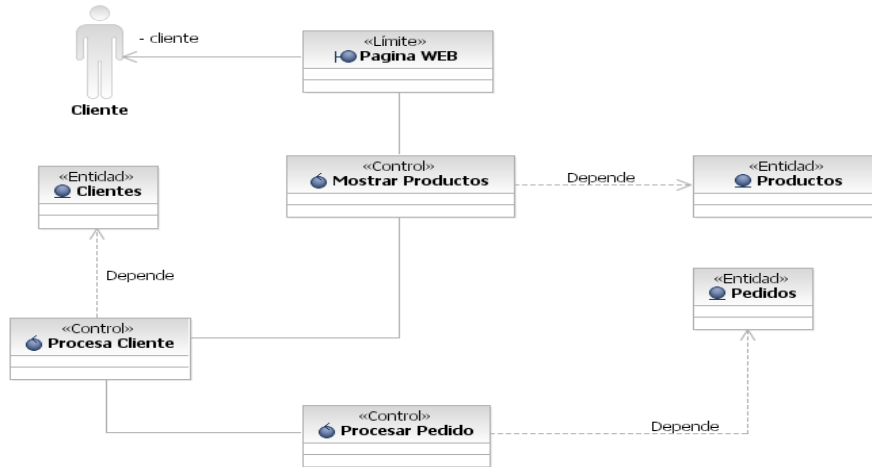 - cliente
«Límite»
Pagina WEB
Cliente
«Entidad»
Clientes
«Control»
Mostrar Productos
Depende
«Entidad»
Productos
Depende
«Entidad»
Pedidos
«Control»
Procesa Cliente
«Control»
Procesar Pedido
Depende